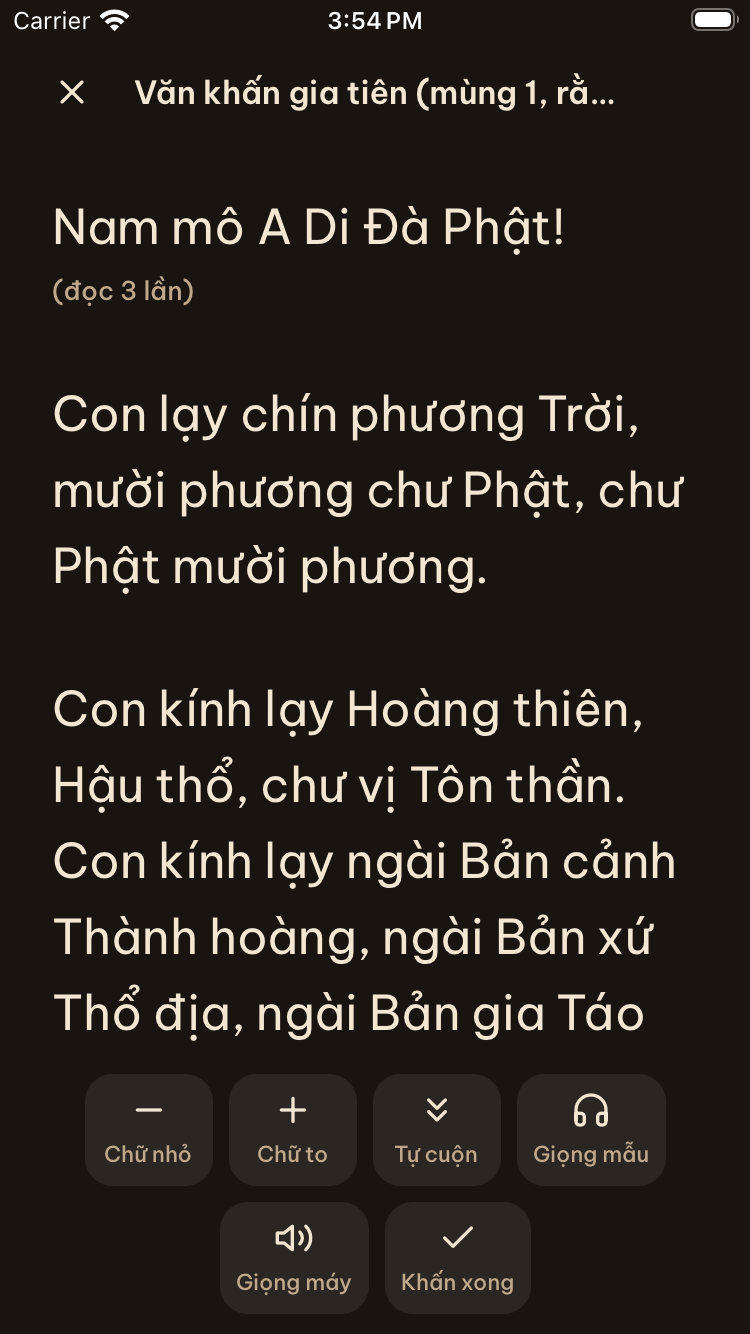 Carrier 3:54 PM
Văn khấn gia tiên (mùng 1, rằ...
Nam mô A Di Đà Phật!
(đọc 3 lần)
Con lạy chín phương Trời,
mười phương chư Phật, chư
Phật mười phương.
Con kính lạy Hoàng thiên,
Hậu thổ, chư vị Tôn thần.
Con kính lạy ngài Bản cảnh
Thành hoàng, ngài Bản xứ
Thổ địa, ngài Bản gia Táo
Chữ nhỏ Chữ to Tự cuộn Giọng mẫu
Giọng máy Khấn xong